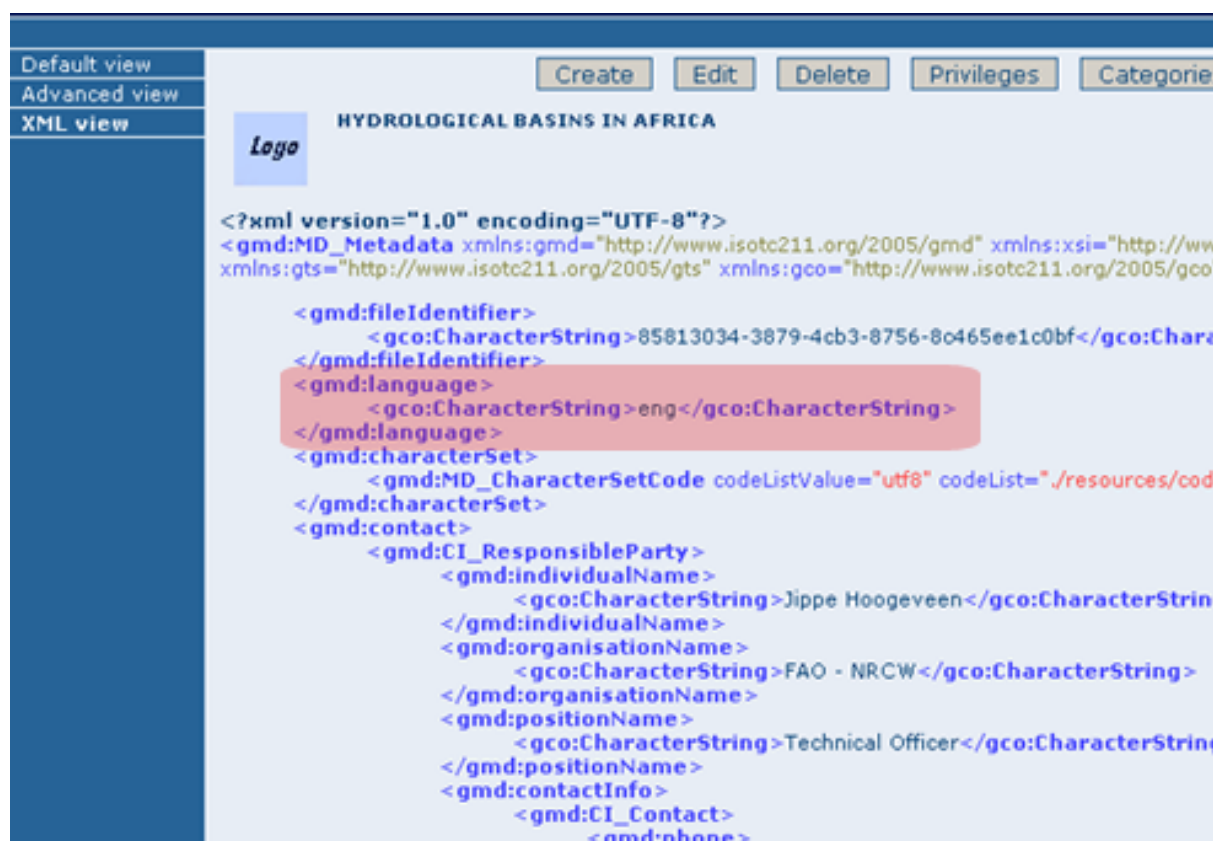 Default view
Advanced view
XML view
Create Edit Delete Privileges Categorie
Logo
HYDROLOGICAL BASINS IN AFRICA
<?xml version="1.0" encoding="UTF-8"?>
<gmd:MD_Metadata xmlns:gmd="http://www.isotc211.org/2005/gmd" xmlns:xsi="http://ww
xmlns:gts="http://www.isotc211.org/2005/gts" xmlns:gco="http://www.isotc211.org/2005/gco
<gmd:fileIdentifier>
<gco:CharacterString>85813034-3879-4cb3-8756-8c465ee1c0bf</gco:Chara
</gmd:fileIdentifier>
<gmd:language>
<gco:CharacterString>eng</gco:CharacterString>
</gmd:language>
<gmd:characterSet>
<gmd:MD_CharacterSetCode codeListValue="utf8" codeList="./resources/cod
</gmd:characterSet>
<gmd:contact>
<gmd:CI_ResponsibleParty>
<gmd:individualName>
<gco:CharacterString>Jippe Hoogeveen</gco:CharacterStrin
</gmd:individualName>
<gmd:organisationName>
<gco:CharacterString>FAO - NRCW</gco:CharacterString>
</gmd:organisationName>
<gmd:positionName>
<gco:CharacterString>Technical Officer</gco:CharacterString
</gmd:positionName>
<gmd:contactInfo>
<gmd:CI_Contact>
<gmd:phone>